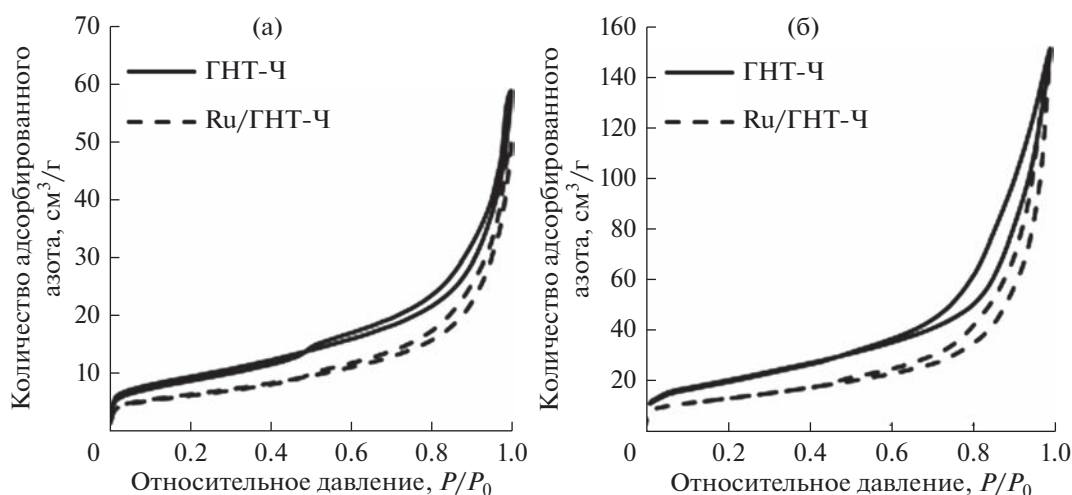 (а)
Количество адсорбированного
азота, см³/г
70
60
50
40
30
20
10
0
ГНТ-Ч
Ru/ГНТ-Ч
0.2 0.4 0.6 0.8 1.0
Относительное давление, P/P₀
(б)
Количество адсорбированного
азота, см³/г
160
140
120
100
80
60
40
20
0
ГНТ-Ч
Ru/ГНТ-Ч
0.2 0.4 0.6 0.8 1.0
Относительное давление, P/P₀